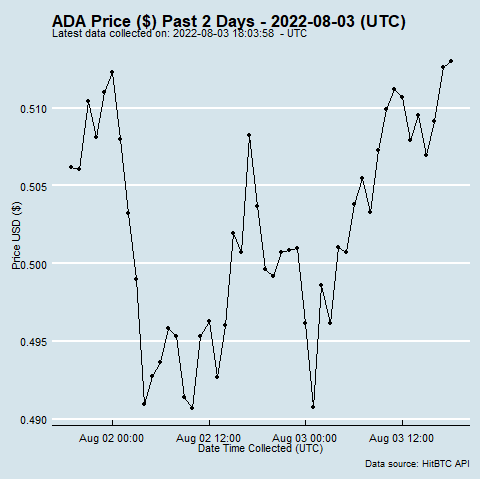 ADA Price ($) Past 2 Days - 2022-08-03 (UTC)
Latest data collected on: 2022-08-03 18:03:58 - UTC
0.510
0.505
0.500
0.495
0.490
Price USD ($)
Aug 02 00:00 Aug 02 12:00 Aug 03 00:00 Aug 03 12:00
Date Time Collected (UTC)
Data source: HitBTC API